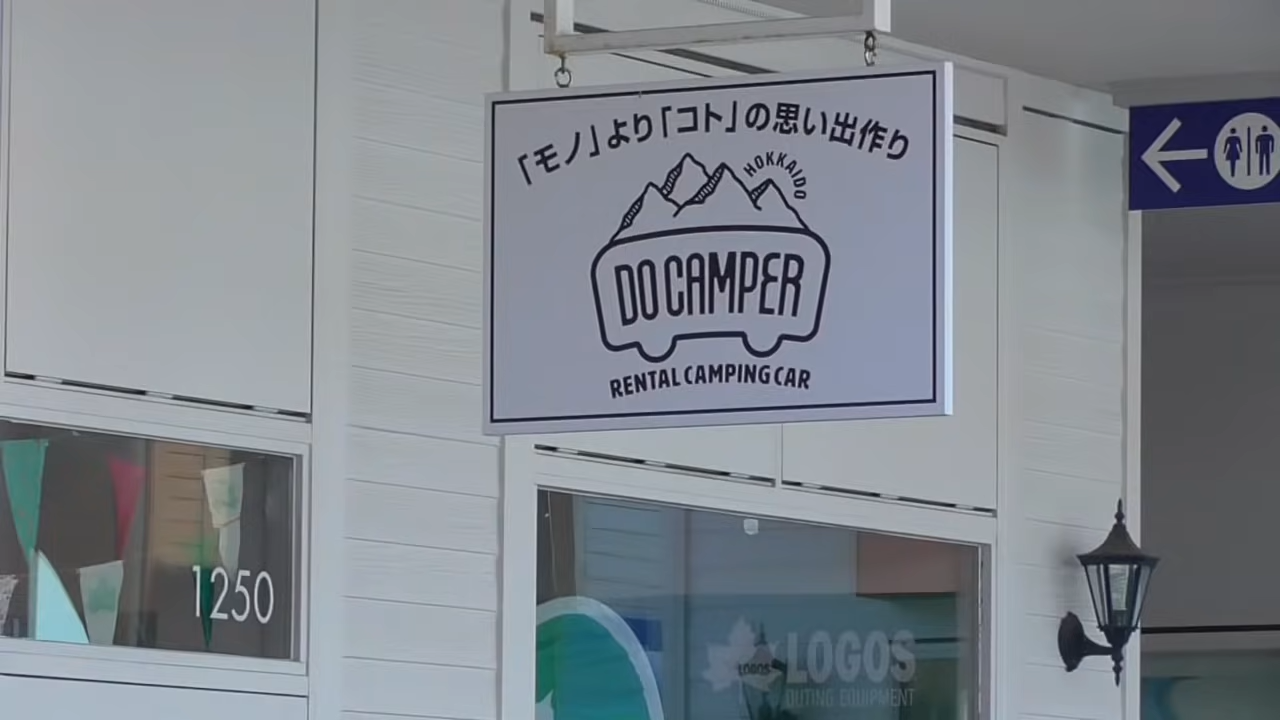 「モノ」より「コト」の思い出作り
HOKKAIDO
DO CAMPER
RENTAL CAMPING CAR
1250
LOGOS
LOGOS
OUTING EQUIPMENT